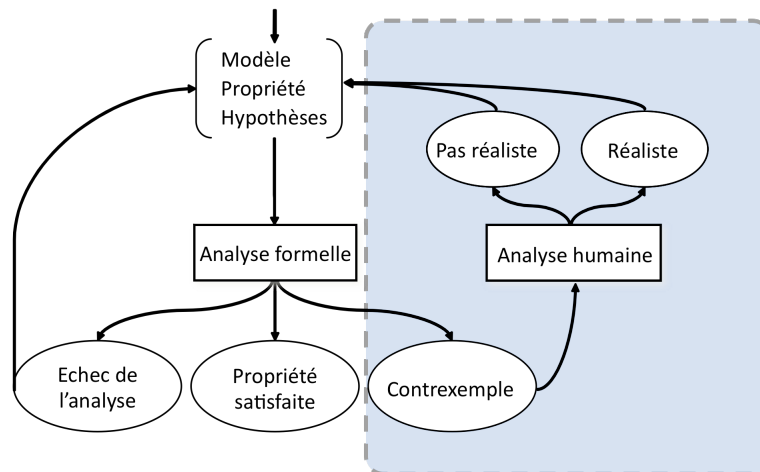 Modèle
Propriété
Hypothèses
Pas réaliste
Réaliste
Analyse formelle
Analyse humaine
Echec de
l'analyse
Propriété
satisfaite
Contrexemple